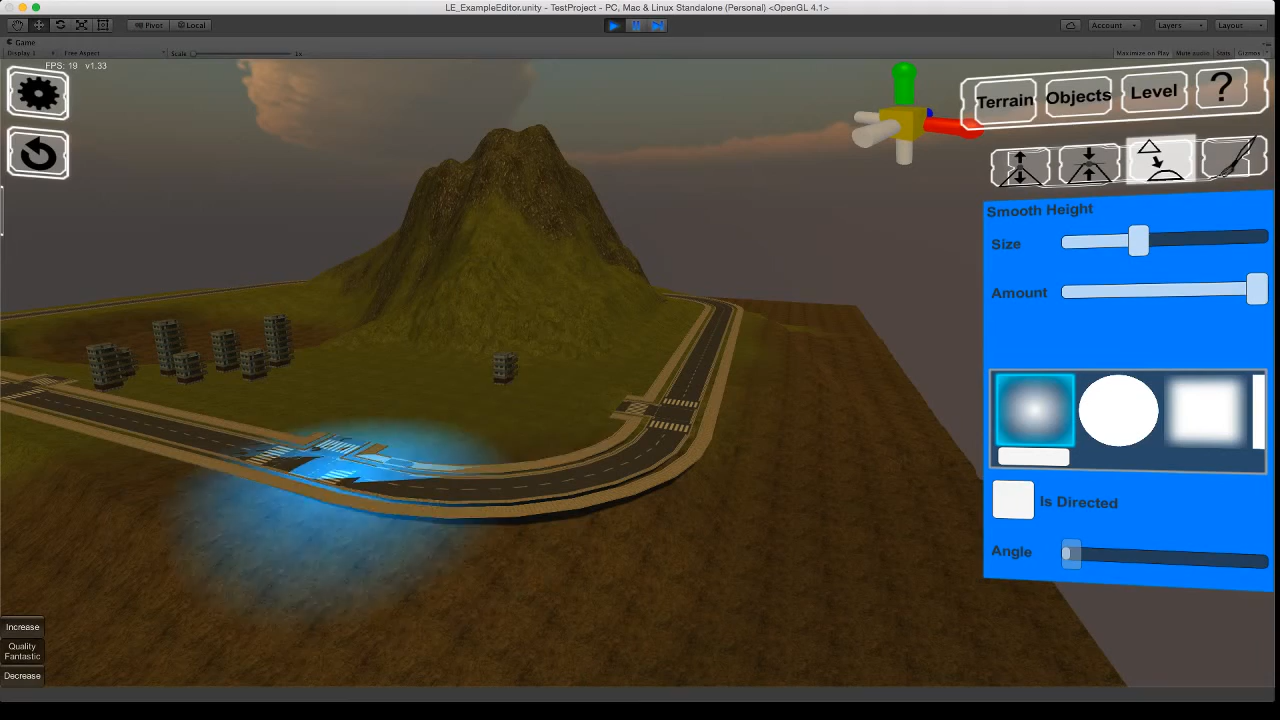 LE_ExampleEditor.unity - TestProject - PC, Mac & Linux Standalone (Personal) <OpenGL 4.1>
Pivot Local Account Layers Layout
Game
Display 1 Free Aspect Scale 1x Maximize on Play Mute audio Stats Gizmos
FPS: 19 v1.33
Terrain Objects Level ?
Smooth Height
Size
Amount
Is Directed
Angle
Increase
Quality
Fantastic
Decrease